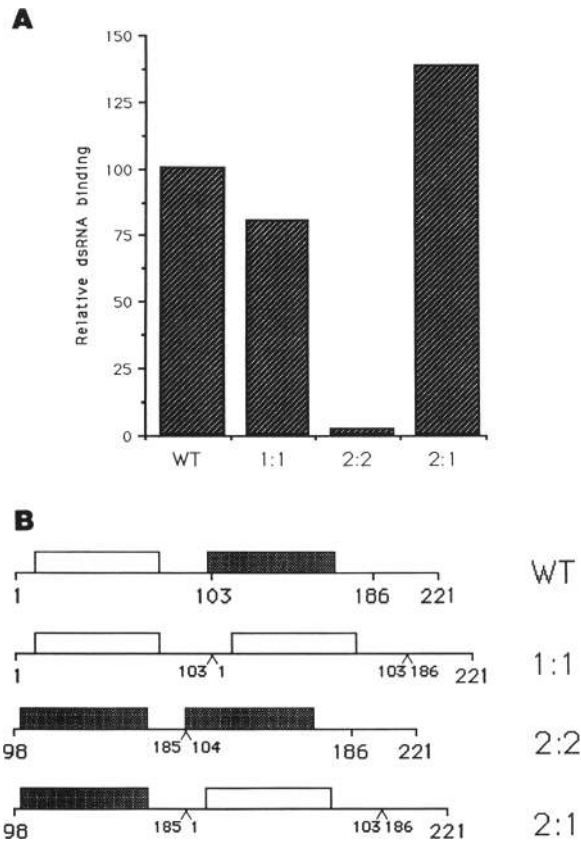 A
150
125
100
75
50
25
0
Relative dsRNA binding
WT 1:1 2:2 2:1
B
1 103 186 221 WT
1 103 1 103 186 221 1:1
98 185 104 186 221 2:2
98 185 1 103 186 221 2:1